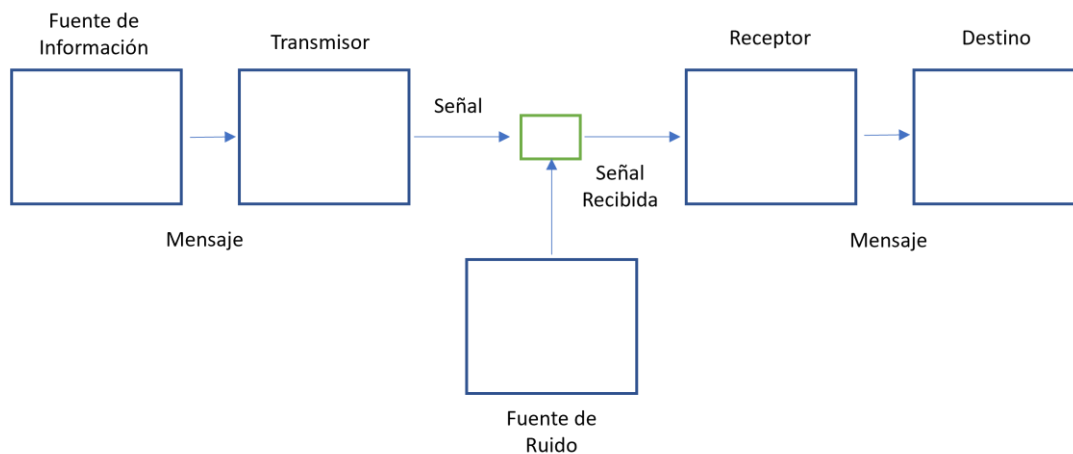 Fuente de
Información
Transmisor
Receptor
Destino
Señal
Señal
Recibida
Mensaje
Mensaje
Fuente de
Ruido